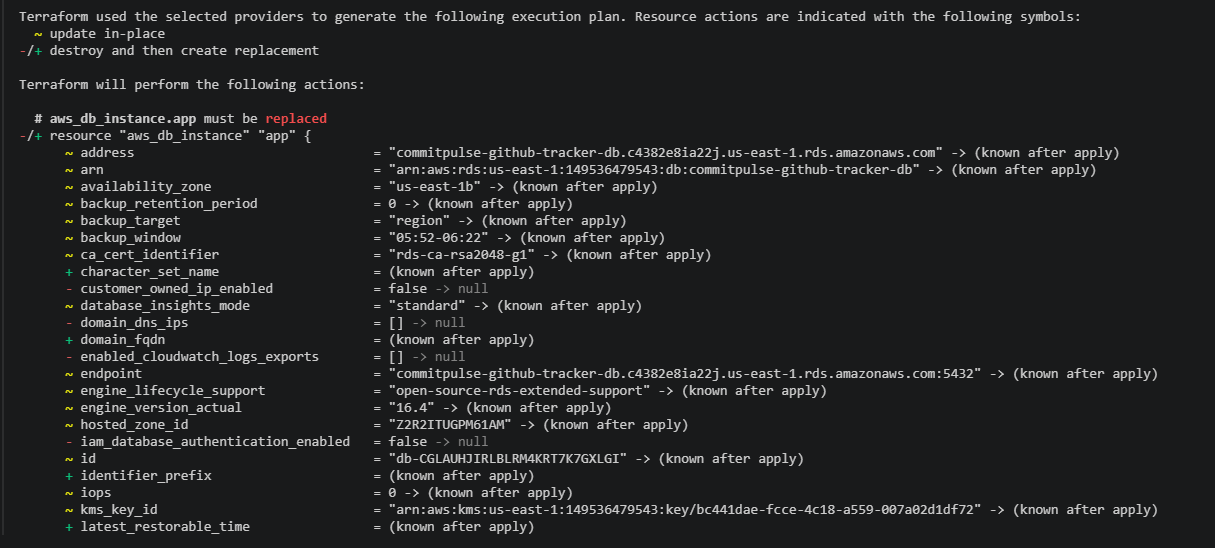 Terraform used the selected providers to generate the following execution plan. Resource actions are indicated with the following symbols:
~ update in-place
-/+ destroy and then create replacement
Terraform will perform the following actions:
# aws_db_instance.app must be replaced
-/+ resource "aws_db_instance" "app" {
~ address = "commitpulse-github-tracker-db.c4382e8ia22j.us-east-1.rds.amazonaws.com" -> (known after apply)
~ arn = "arn:aws:rds:us-east-1:149536479543:db:commitpulse-github-tracker-db" -> (known after apply)
~ availability_zone = "us-east-1b" -> (known after apply)
~ backup_retention_period = 0 -> (known after apply)
~ backup_target = "region" -> (known after apply)
~ backup_window = "05:52-06:22" -> (known after apply)
~ ca_cert_identifier = "rds-ca-rsa2048-g1" -> (known after apply)
+ character_set_name = (known after apply)
- customer_owned_ip_enabled = false -> null
~ database_insights_mode = "standard" -> (known after apply)
- domain_dns_ips = [] -> null
+ domain_fqdn = (known after apply)
- enabled_cloudwatch_logs_exports = [] -> null
~ endpoint = "commitpulse-github-tracker-db.c4382e8ia22j.us-east-1.rds.amazonaws.com:5432" -> (known after apply)
~ engine_lifecycle_support = "open-source-rds-extended-support" -> (known after apply)
~ engine_version_actual = "16.4" -> (known after apply)
~ hosted_zone_id = "Z2R2ITUGPM61AM" -> (known after apply)
- iam_database_authentication_enabled = false -> null
~ id = "db-CGLAUHJIRLBLRM4KRT7K7GXLGI" -> (known after apply)
+ identifier_prefix = (known after apply)
~ iops = 0 -> (known after apply)
~ kms_key_id = "arn:aws:kms:us-east-1:149536479543:key/bc441dae-fcce-4c18-a559-007a02d1df72" -> (known after apply)
+ latest_restorable_time = (known after apply)